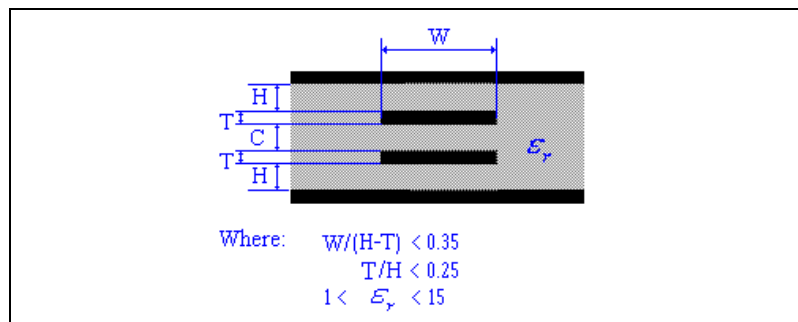 W
H
T
C
T
H
εr
Where: W/(H-T) < 0.35
T/H < 0.25
1 < εr < 15